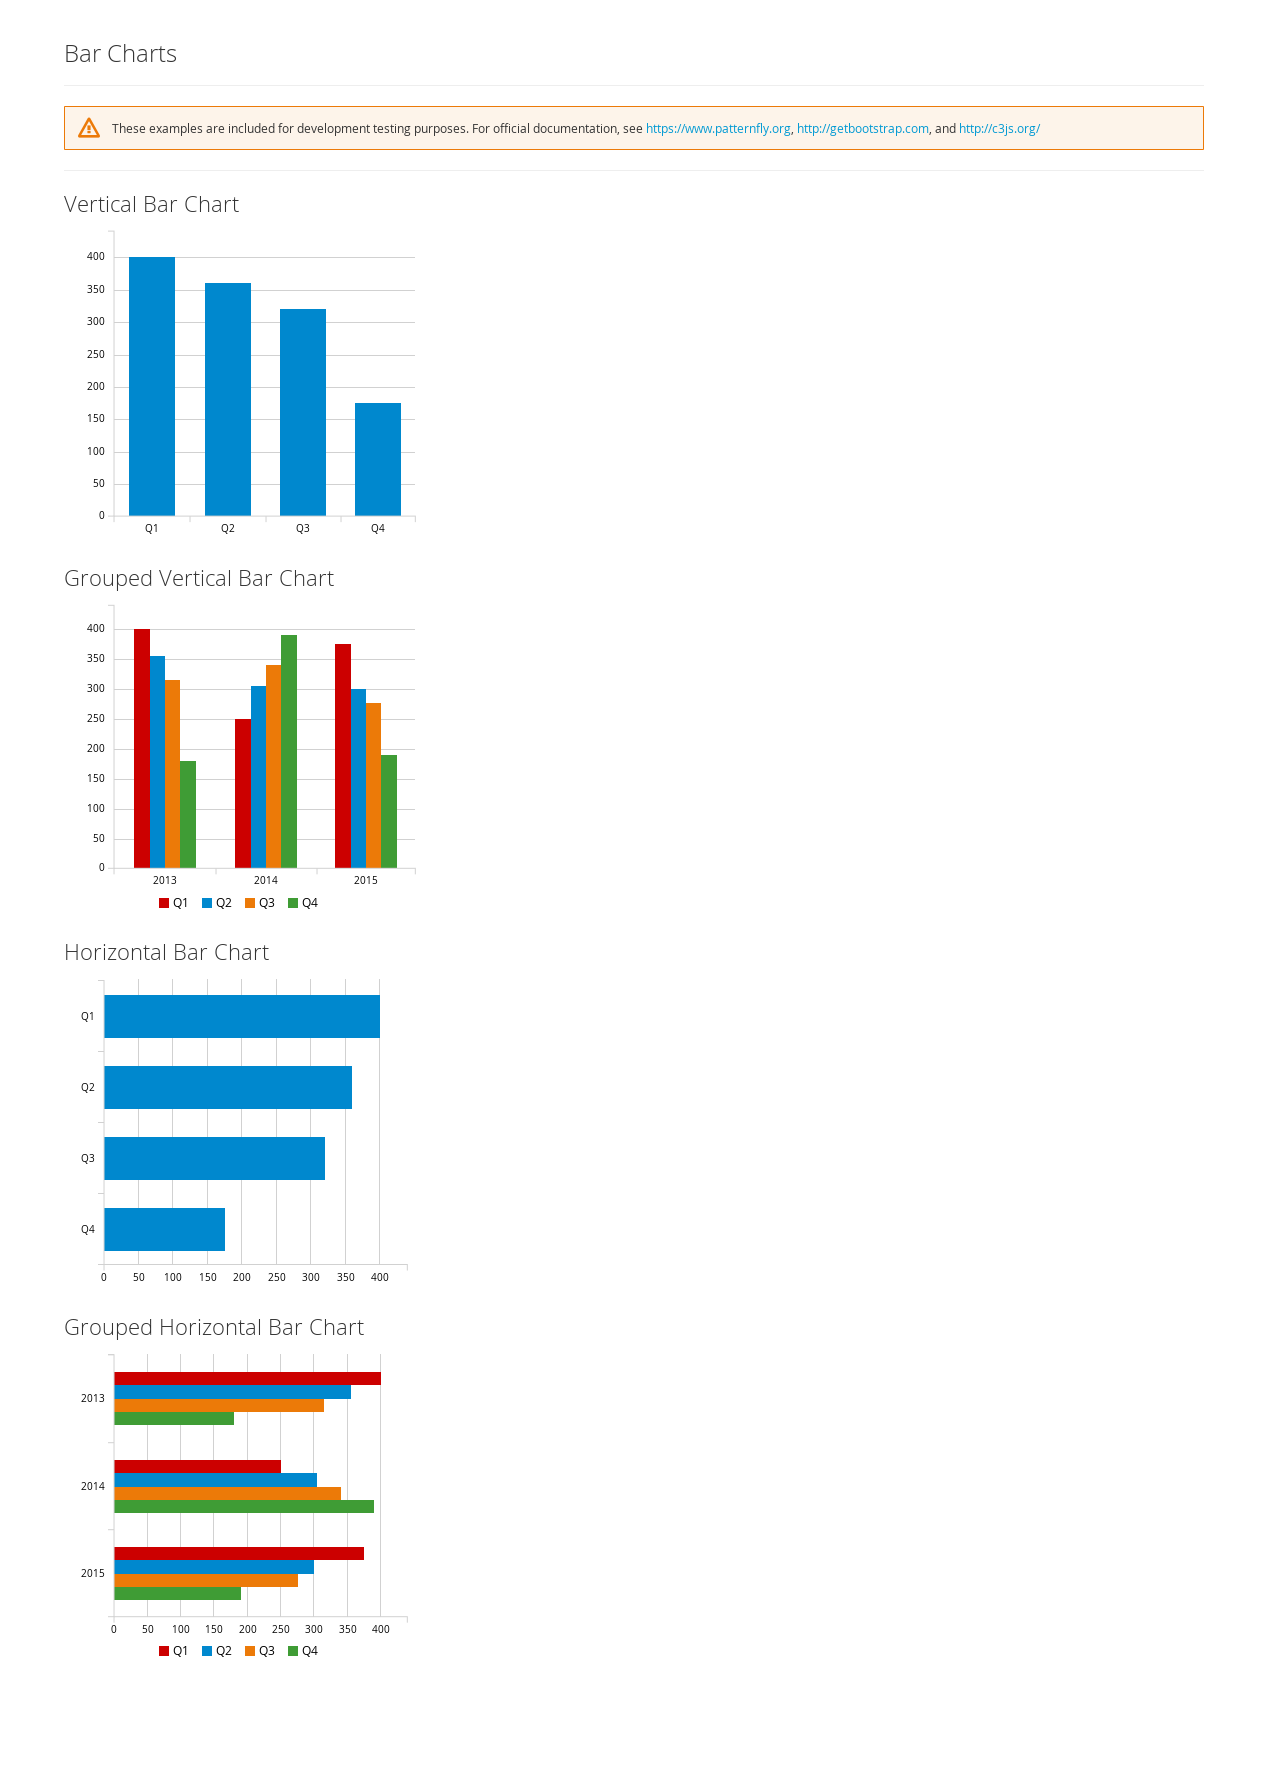 Bar Charts
These examples are included for development testing purposes. For official documentation, see https://www.patternfly.org, http://getbootstrap.com, and http://c3js.org/
Vertical Bar Chart
400
350
300
250
200
150
100
50
0
Q1 Q2 Q3 Q4
Grouped Vertical Bar Chart
400
350
300
250
200
150
100
50
0
2013 2014 2015
Q1 Q2 Q3 Q4
Horizontal Bar Chart
Q1
Q2
Q3
Q4
0 50 100 150 200 250 300 350 400
Grouped Horizontal Bar Chart
2013
2014
2015
0 50 100 150 200 250 300 350 400
Q1 Q2 Q3 Q4